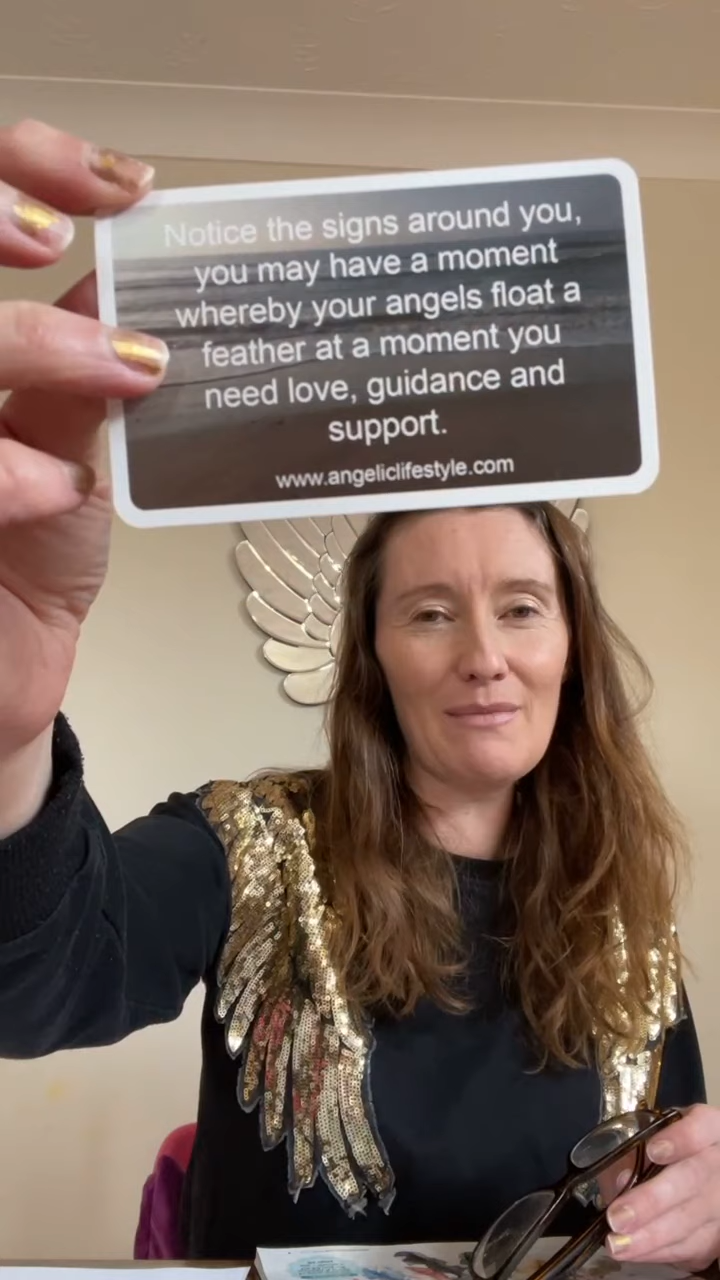 Notice the signs around you,
you may have a moment
whereby your angels float a
feather at a moment you
need love, guidance and
support.
www.angeliclifestyle.com